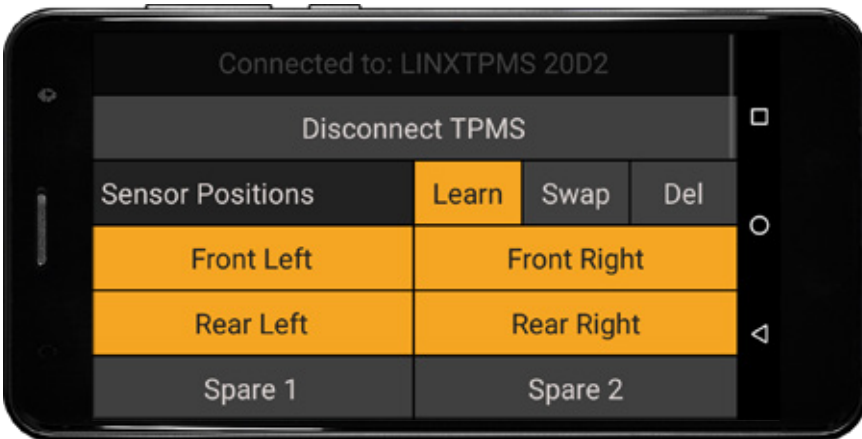 Connected to: LINXTPMS 20D2
Disconnect TPMS
Sensor Positions Learn Swap Del
Front Left Front Right
Rear Left Rear Right
Spare 1 Spare 2